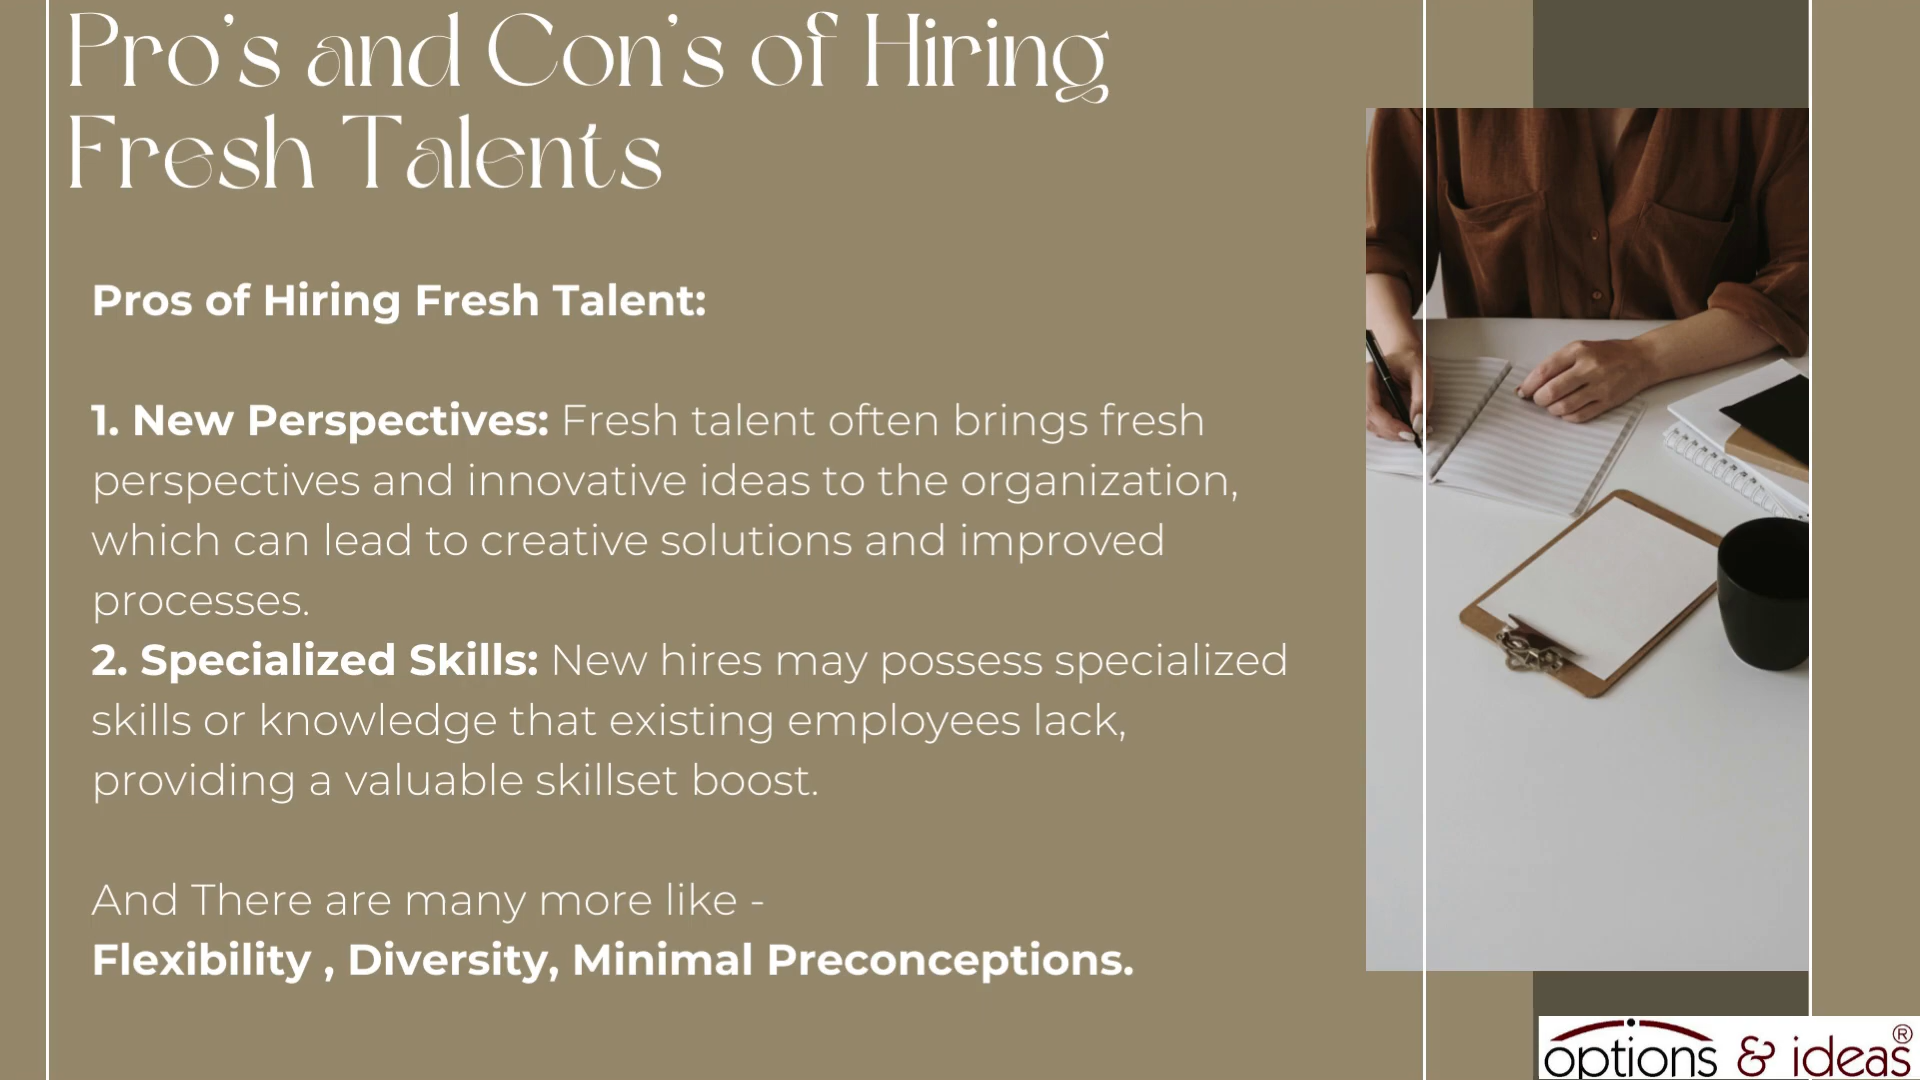 Pro's and Con's of Hiring
Fresh Talents
Pros of Hiring Fresh Talent:
1. New Perspectives: Fresh talent often brings fresh
perspectives and innovative ideas to the organization,
which can lead to creative solutions and improved
processes.
2. Specialized Skills: New hires may possess specialized
skills or knowledge that existing employees lack,
providing a valuable skillset boost.
And There are many more like -
Flexibility , Diversity, Minimal Preconceptions.
options & ideas®